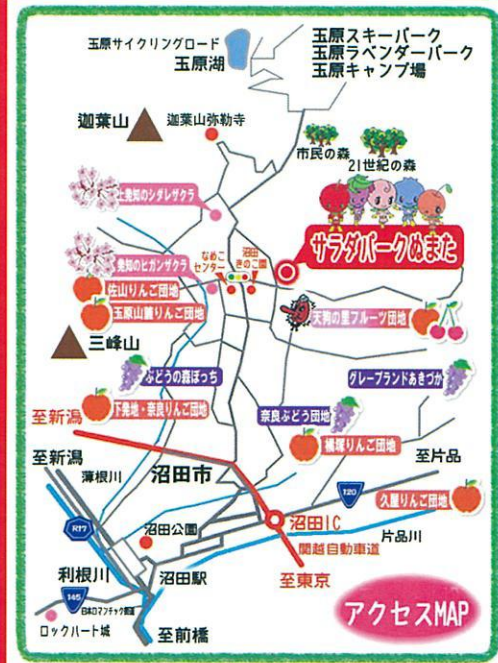 玉原サイクリングロード
玉原湖
玉原スキーパーク
玉原ラベンダーパーク
玉原キャンプ場
迦葉山
迦葉山弥勒寺
市民の森
21世紀の森
上発知のシダレザクラ
サラダパークぬまた
発知のヒガンザクラ
なめこ
センター
沼田
きのこ園
佐山りんご団地
玉原山麓りんご団地
天狗の里フルーツ団地
三峰山
ぶどうの森ほっち
グレープランドあきづか
下発地・奈良りんご団地
奈良ぶどう団地
至新潟
横塚りんご団地
至新潟
沼田市
至片品
薄根川
120
久屋りんご団地
R17
沼田公園
沼田IC
片品川
関越自動車道
利根川
沼田駅
至東京
145
日本ロマンチック街道
ロックハート城
至前橋
アクセスMAP